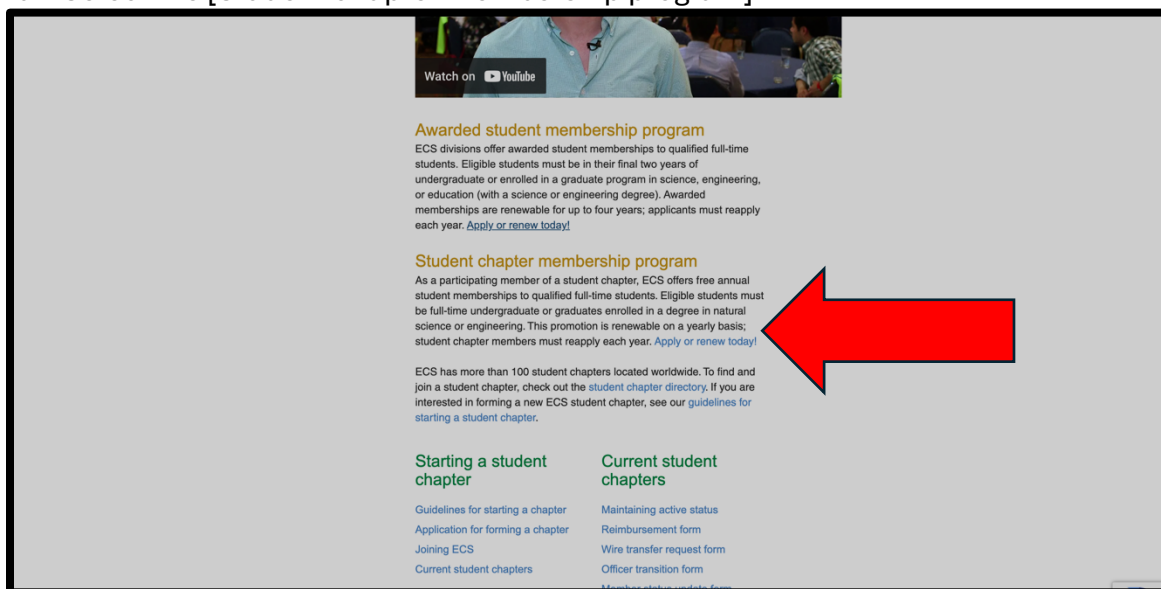 Watch on YouTube
Awarded student membership program
ECS divisions offer awarded student memberships to qualified full-time
students. Eligible students must be in their final two years of
undergraduate or enrolled in a graduate program in science, engineering,
or education (with a science or engineering degree). Awarded
memberships are renewable for up to four years; applicants must reapply
each year. Apply or renew today!
Student chapter membership program
As a participating member of a student chapter, ECS offers free annual
student memberships to qualified full-time students. Eligible students must
be full-time undergraduate or graduates enrolled in a degree in natural
science or engineering. This promotion is renewable on a yearly basis;
student chapter members must reapply each year. Apply or renew today!
ECS has more than 100 student chapters located worldwide. To find and
join a student chapter, check out the student chapter directory. If you are
interested in forming a new ECS student chapter, see our guidelines for
starting a student chapter.
Starting a student
chapter
Guidelines for starting a chapter
Application for forming a chapter
Joining ECS
Current student chapters
Current student
chapters
Maintaining active status
Reimbursement form
Wire transfer request form
Officer transition form
Member status update form